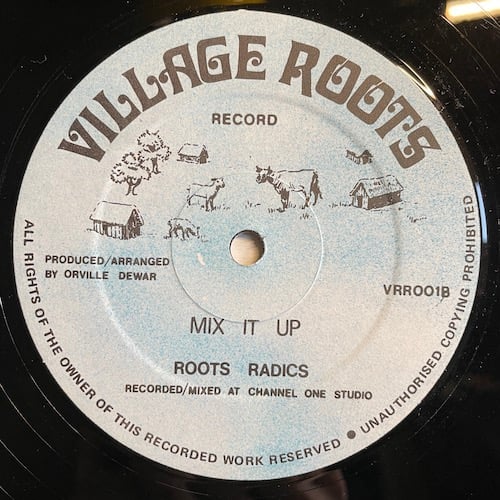 VILLAGE ROOTS
RECORD
PRODUCED/ARRANGED
BY ORVILLE DEWAR
VRR001B
MIX IT UP
ROOTS RADICS
RECORDED/MIXED AT CHANNEL ONE STUDIO
ALL RIGHTS OF THE OWNER OF THIS RECORDED WORK RESERVED ● UNAUTHORISED COPYING PROHIBITED